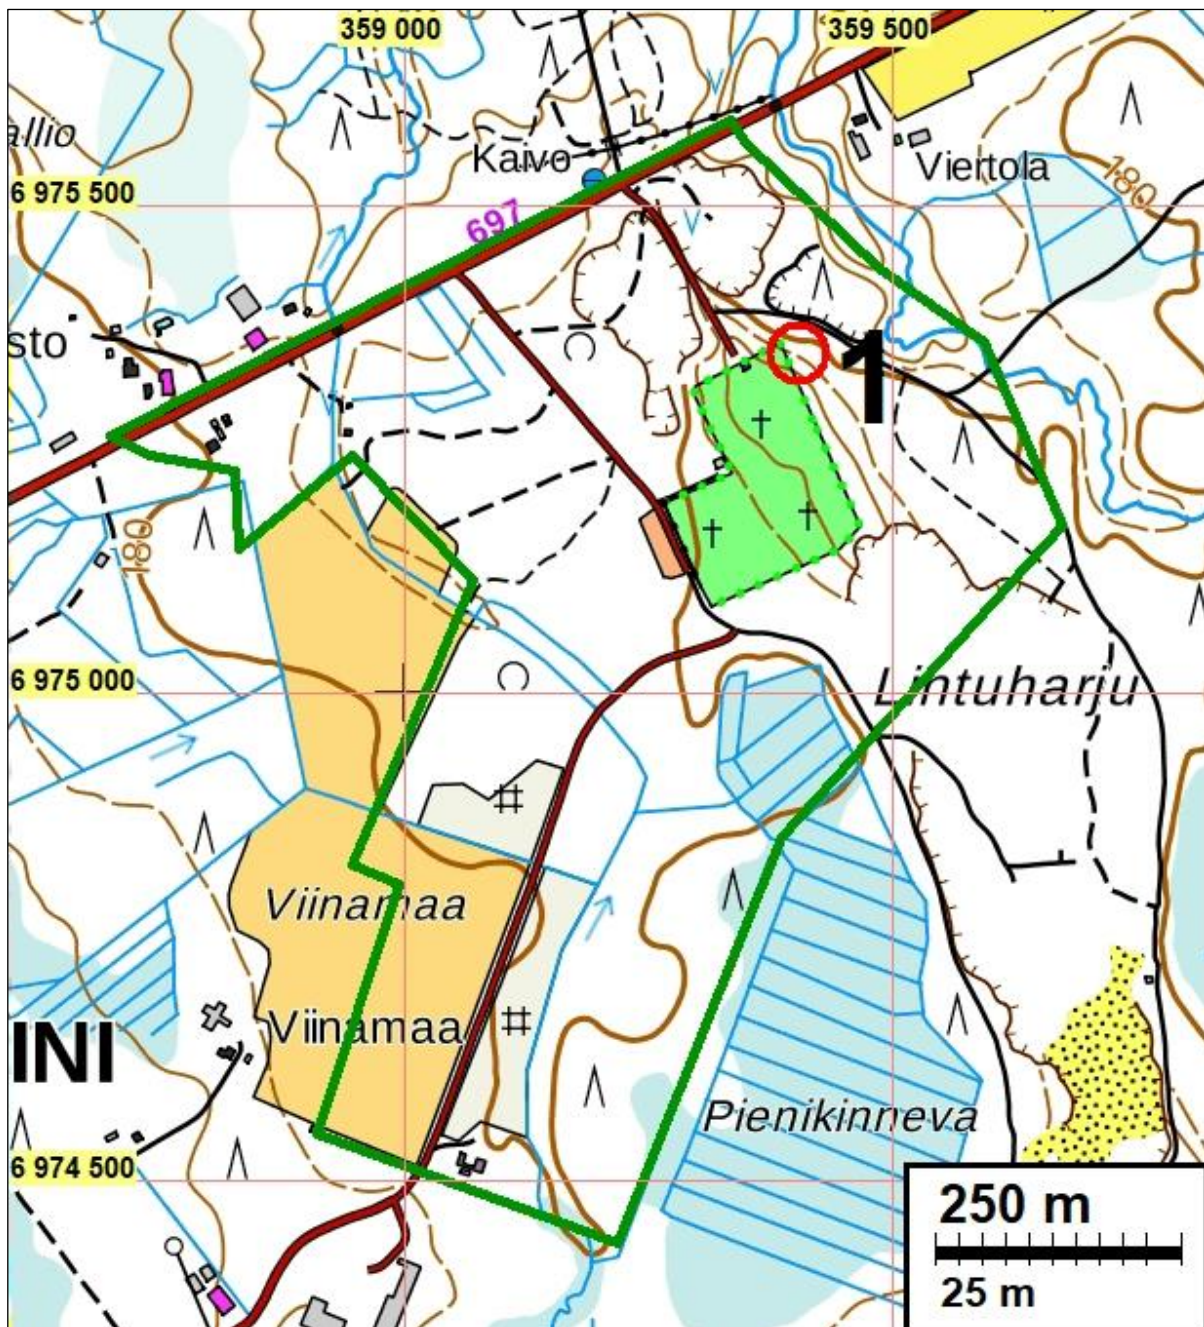 359 000
359 500
allio
Kaivo
Viertola
180
6 975 500
697
sto
1
180
6 975 000
Lintuharju
Viinamaa
Viinamaa
INI
Pienikinneva
6 974 500
250 m
25 m